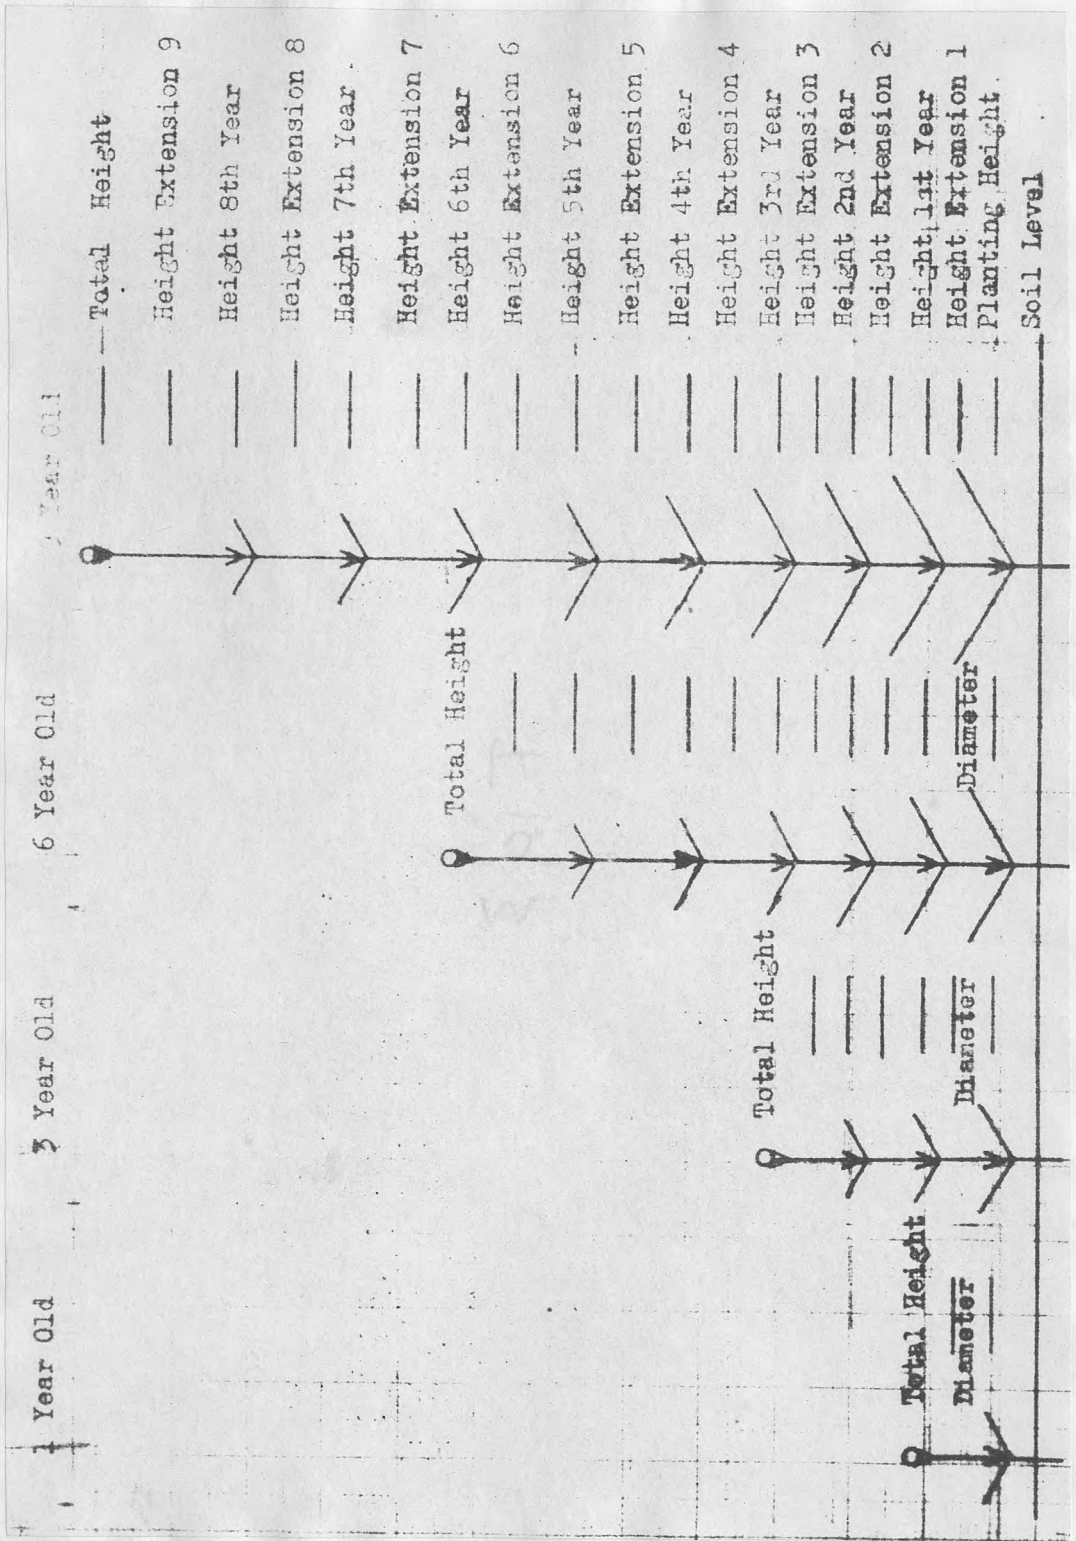 1 Year Old
3 Year Old
6 Year Old
Year Old
Total Height
Height Extension 9
Height 8th Year
Height Extension 8
Height 7th Year
Height Extension 7
Height 6th Year
Height Extension 6
Height 5th Year
Height Extension 5
Height 4th Year
Height Extension 4
Height 3rd Year
Height Extension 3
Height 2nd Year
Height Extension 2
Height 1st Year
Height Extension 1
Planting Height
Soil Level
Total Height
Diameter
Total Height
Diameter
Total Height
Diameter